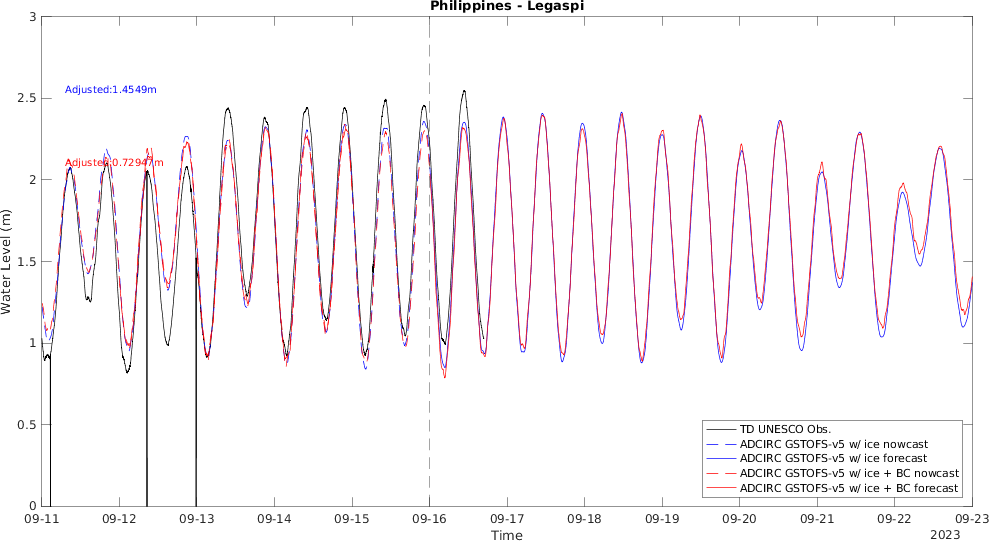 Philippines - Legaspi
3
2.5
2
1.5
1
0.5
0
Water Level (m)
Adjusted:1.4549m
Adjusted:0.72947m
TD UNESCO Obs.
ADCIRC GSTOFS-v5 w/ ice nowcast
ADCIRC GSTOFS-v5 w/ ice forecast
ADCIRC GSTOFS-v5 w/ ice + BC nowcast
ADCIRC GSTOFS-v5 w/ ice + BC forecast
09-11 09-12 09-13 09-14 09-15 09-16 09-17 09-18 09-19 09-20 09-21 09-22 09-23
Time
2023